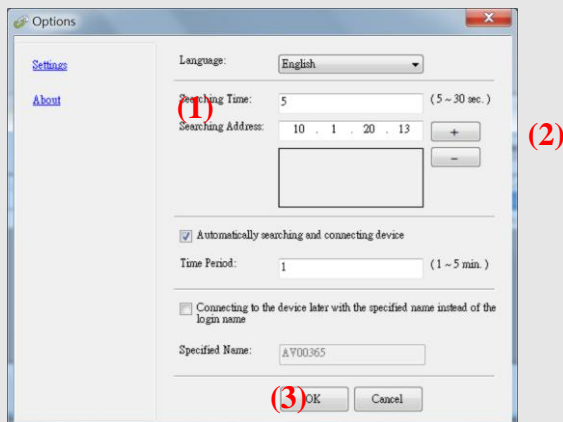 Options
Settings
About
Language: English
Searching Time: 5 (5 ~ 30 sec.)
(1)
Searching Address: 10 . 1 . 20 . 13 +
(2)
−
Automatically searching and connecting device
Time Period: 1 (1 ~ 5 min.)
Connecting to the device later with the specified name instead of the
login name
Specified Name: AV00365
(3) OK Cancel